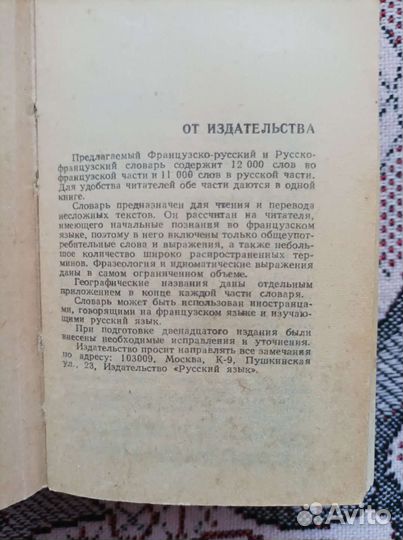 ОТ ИЗДАТЕЛЬСТВА
Предлагаемый Французско-русский и Русско-
французский словарь содержит 12 000 слов во
французской части и 11 000 слов в русской части.
Для удобства читателей обе части даются в одной
книге.
Словарь предназначен для чтения и перевода
несложных текстов. Он рассчитан на читателя,
имеющего начальные познания во французском
языке, поэтому в него включены только общеупот-
ребительные слова и выражения, а также неболь-
шое количество широко распространенных тер-
минов. Фразеология и идиоматические выражения
даны в самом ограниченном объеме.
Географические названия даны отдельным
приложением в конце каждой части словаря.
Словарь может быть использован иностранца-
ми, говорящими на французском языке и изучаю-
щими русский язык.
При подготовке двенадцатого издания были
внесены необходимые исправления и уточнения.
Издательство просит направлять все замечания
по адресу: 103009, Москва, К-9, Пушкинская
ул., 23, Издательство «Русский язык».
Avito